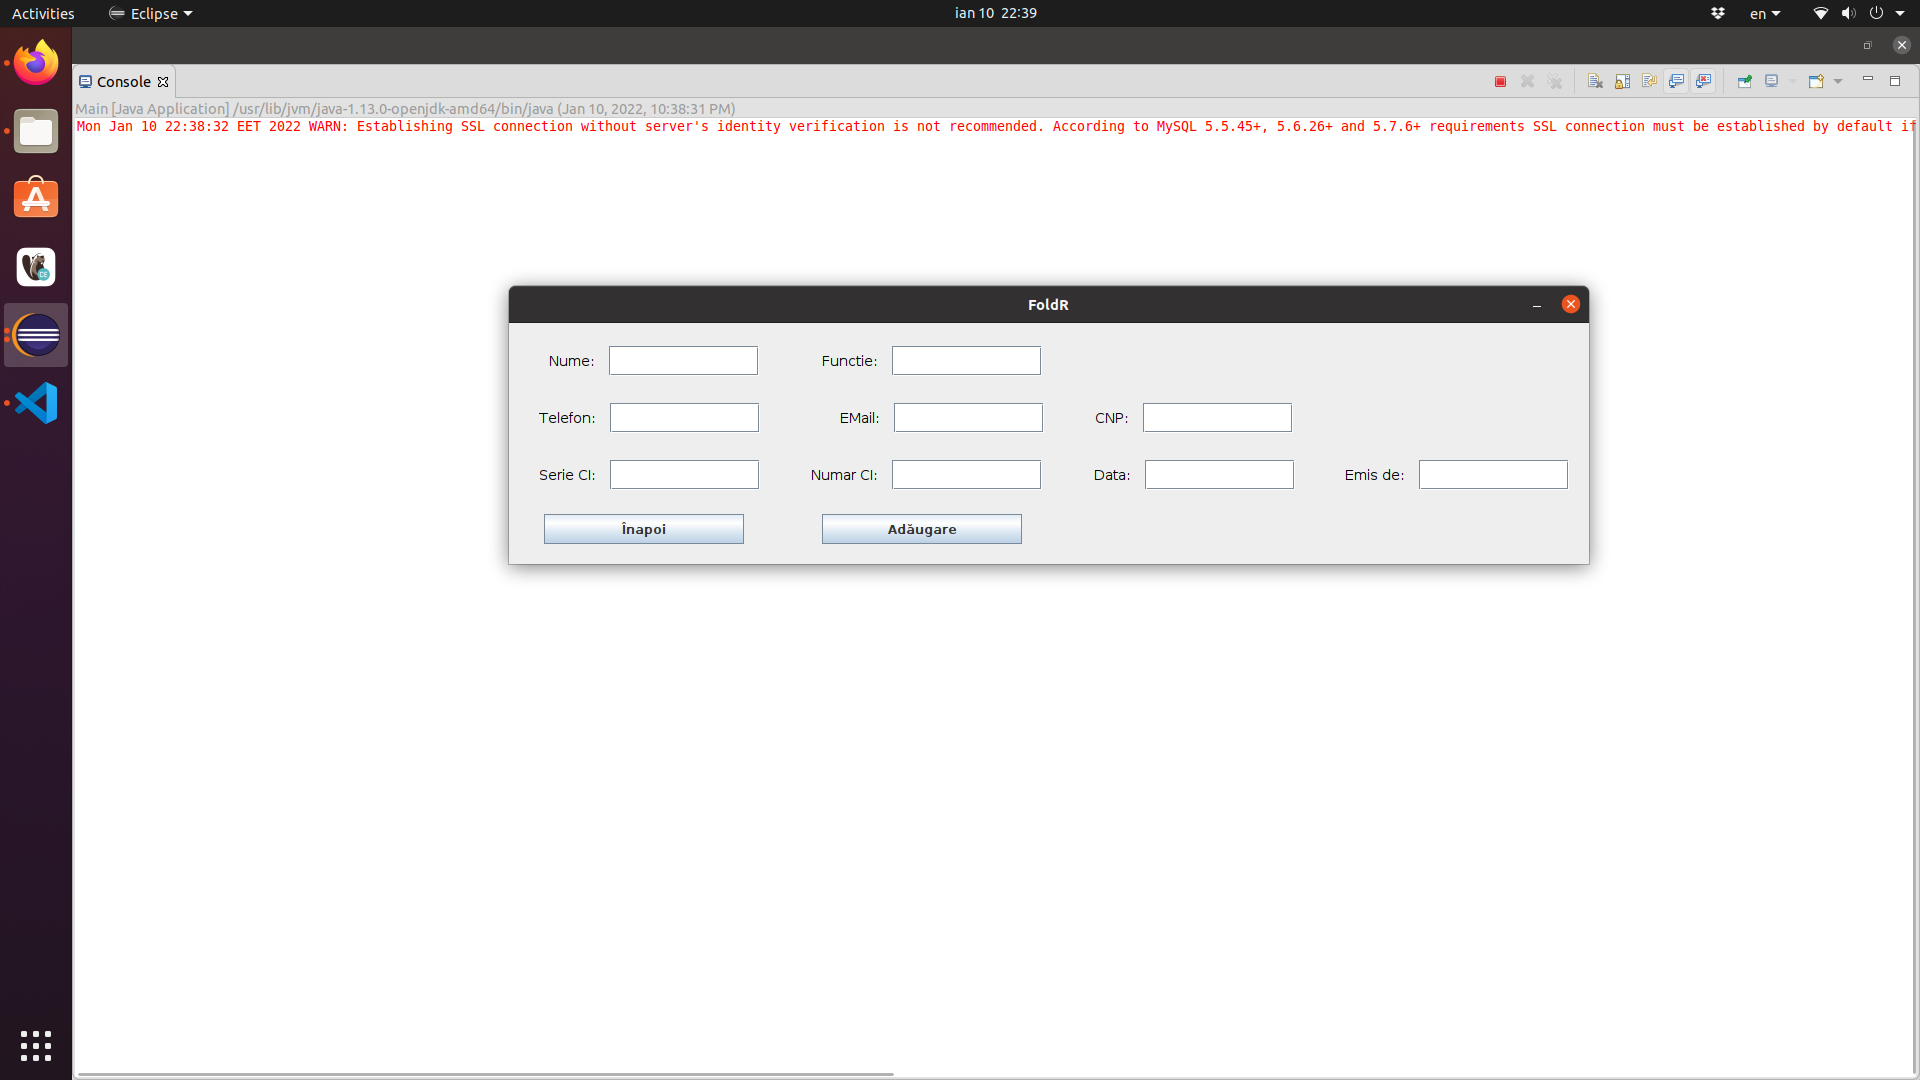 Activities Eclipse ian 10 22:39 en
Console
Main [Java Application] /usr/lib/jvm/java-1.13.0-openjdk-amd64/bin/java (Jan 10, 2022, 10:38:31 PM)
Mon Jan 10 22:38:32 EET 2022 WARN: Establishing SSL connection without server's identity verification is not recommended. According to MySQL 5.5.45+, 5.6.26+ and 5.7.6+ requirements SSL connection must be established by default if
FoldR
Nume: Functie:
Telefon: EMail: CNP:
Serie CI: Numar CI: Data: Emis de:
Înapoi Adăugare